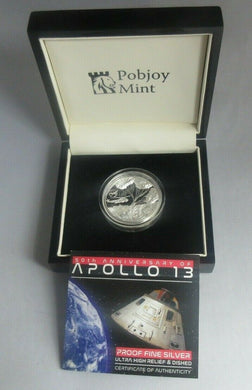 Pobjoy
Mint
50TH ANNIVERSARY OF
APOLLO 13
PROOF FINE SILVER
ULTRA HIGH RELIEF & DISHED
CERTIFICATE OF AUTHENTICITY